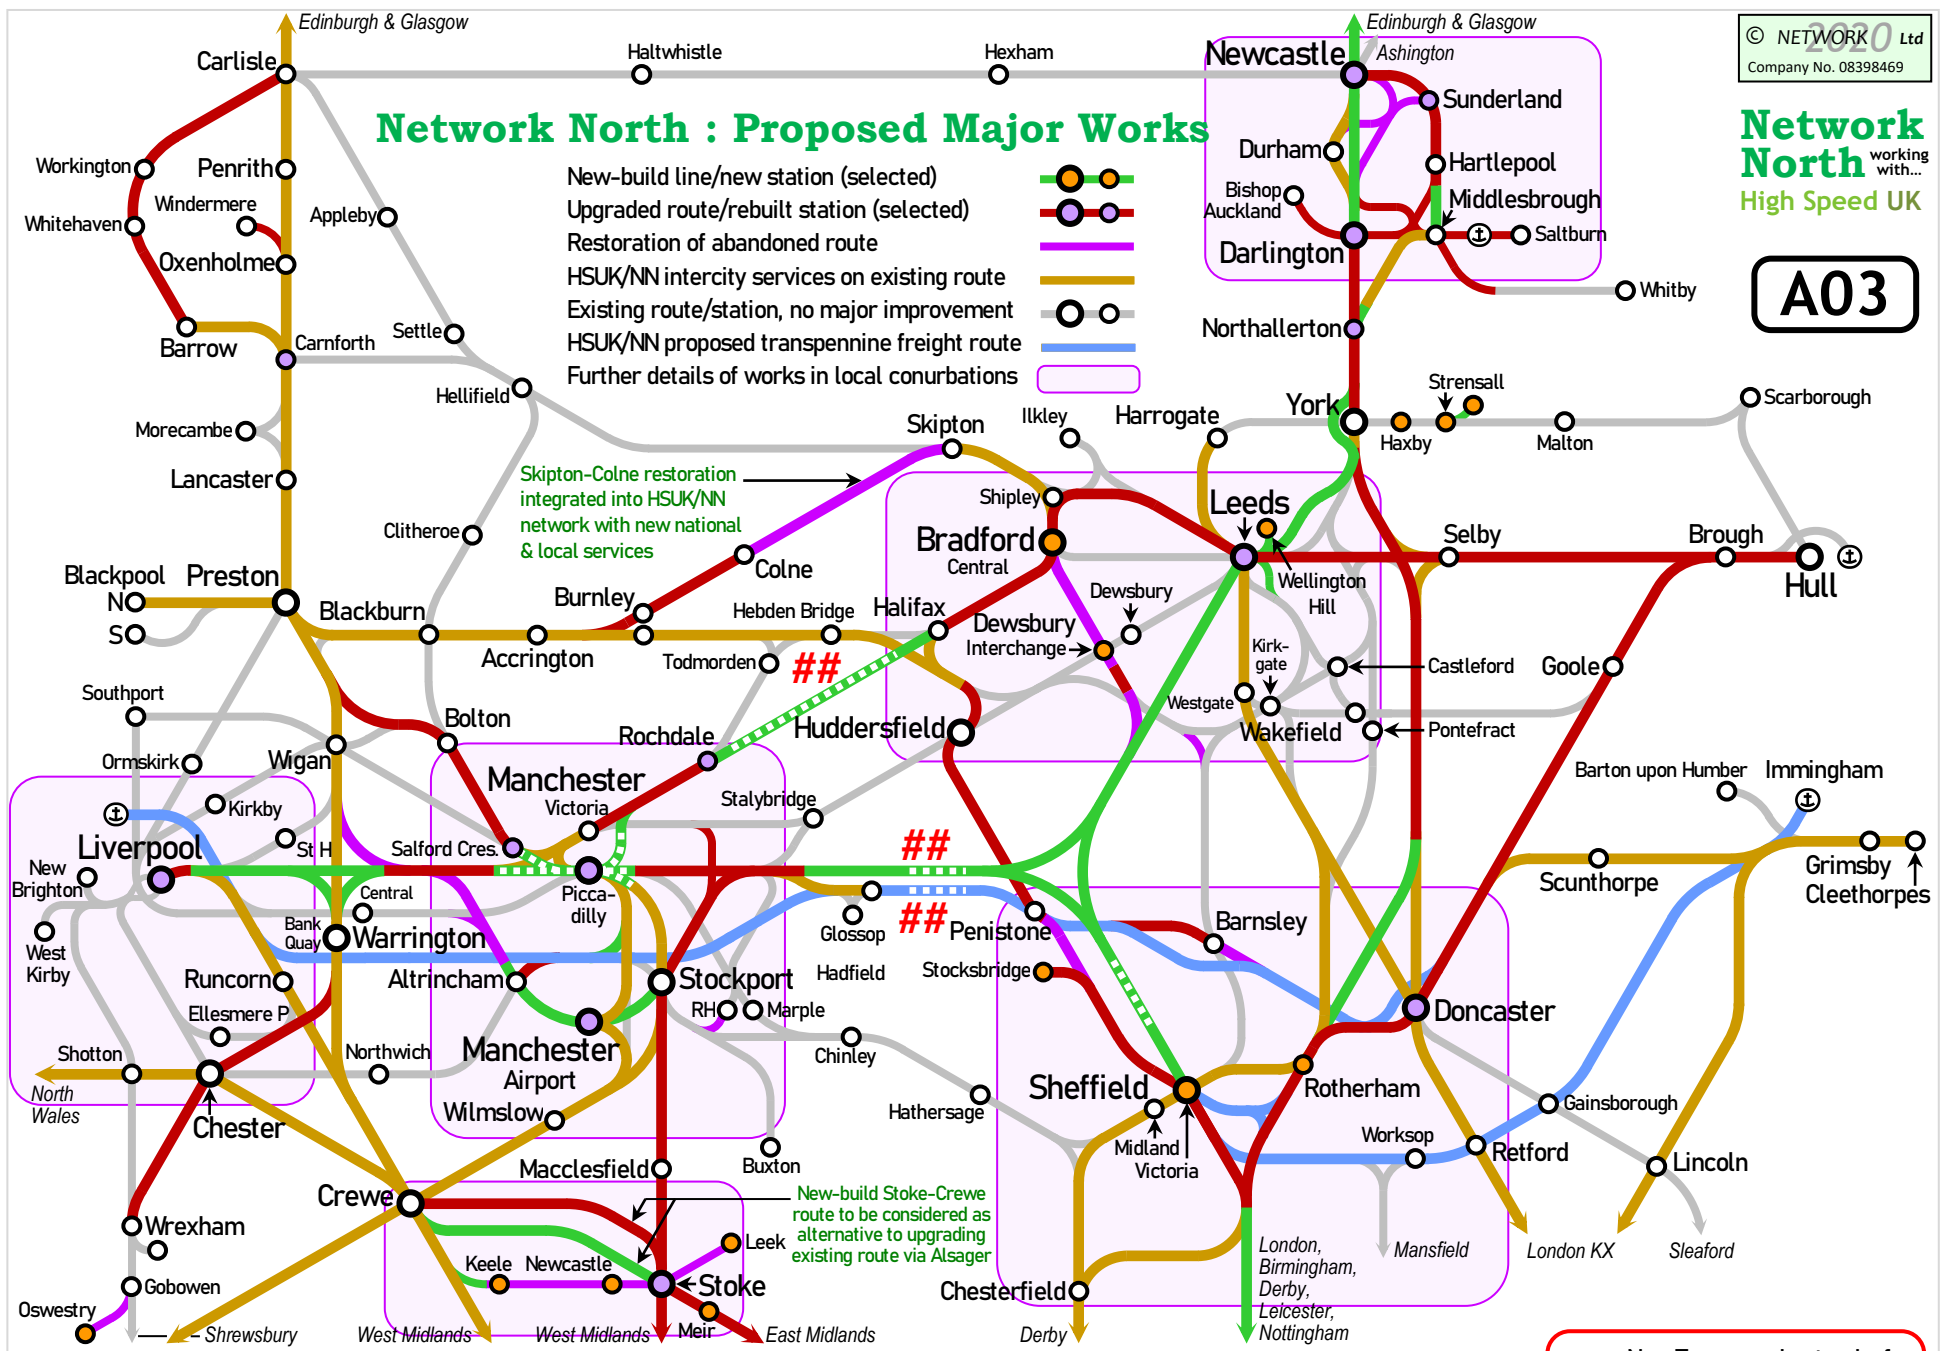 Edinburgh & Glasgow
Edinburgh & Glasgow
© NETWORK 2020 Ltd
Company No. 08398469
Carlisle
Haltwhistle
Hexham
Newcastle
Ashington
Sunderland
Network North : Proposed Major Works
Network
North working
with...
High Speed UK
A03
New-build line/new station (selected)
Upgraded route/rebuilt station (selected)
Restoration of abandoned route
HSUK/NN intercity services on existing route
Existing route/station, no major improvement
HSUK/NN proposed transpennine freight route
Further details of works in local conurbations
Durham
Hartlepool
Bishop
Auckland
Middlesbrough
Saltburn
Darlington
Whitby
Northallerton
Workington
Penrith
Windermere
Whitehaven
Appleby
Oxenholme
Settle
Barrow
Carnforth
Hellifield
Morecambe
Lancaster
Clitheroe
Skipton
Ilkley
Harrogate
York
Strensall
Haxby
Malton
Scarborough
Skipton-Colne restoration
integrated into HSUK/NN
network with new national
& local services
Shipley
Leeds
Bradford
Central
Selby
Brough
Hull
Wellington
Hill
Blackpool
N
S
Preston
Blackburn
Accrington
Burnley
Colne
Hebden Bridge
Halifax
Todmorden
##
Dewsbury
Dewsbury
Interchange
Kirk-
gate
Castleford
Goole
Westgate
Wakefield
Pontefract
Huddersfield
Southport
Bolton
Rochdale
Ormskirk
Wigan
Manchester
Victoria
Stalybridge
Kirkby
Barton upon Humber
Immingham
Liverpool
St H
Salford Cres.
##
New
Brighton
Central
Picca-
dilly
Scunthorpe
Grimsby
Cleethorpes
Bank
Quay
Warrington
##
Glossop
Hadfield
Penistone
Barnsley
West
Kirby
Runcorn
Altrincham
Stockport
Stocksbridge
Ellesmere P
RH
Marple
Doncaster
Shotton
Northwich
Manchester
Airport
Chinley
North
Wales
Chester
Wilmslow
Hathersage
Sheffield
Rotherham
Gainsborough
Midland
Victoria
Worksop
Retford
Lincoln
Macclesfield
Buxton
Crewe
New-build Stoke-Crewe
route to be considered as
alternative to upgrading
existing route via Alsager
Wrexham
Keele
Newcastle
Leek
Stoke
Gobowen
Oswestry
Meir
Chesterfield
London,
Birmingham,
Derby,
Leicester,
Nottingham
Mansfield
London KX
Sleaford
Shrewsbury
West Midlands
West Midlands
East Midlands
Derby